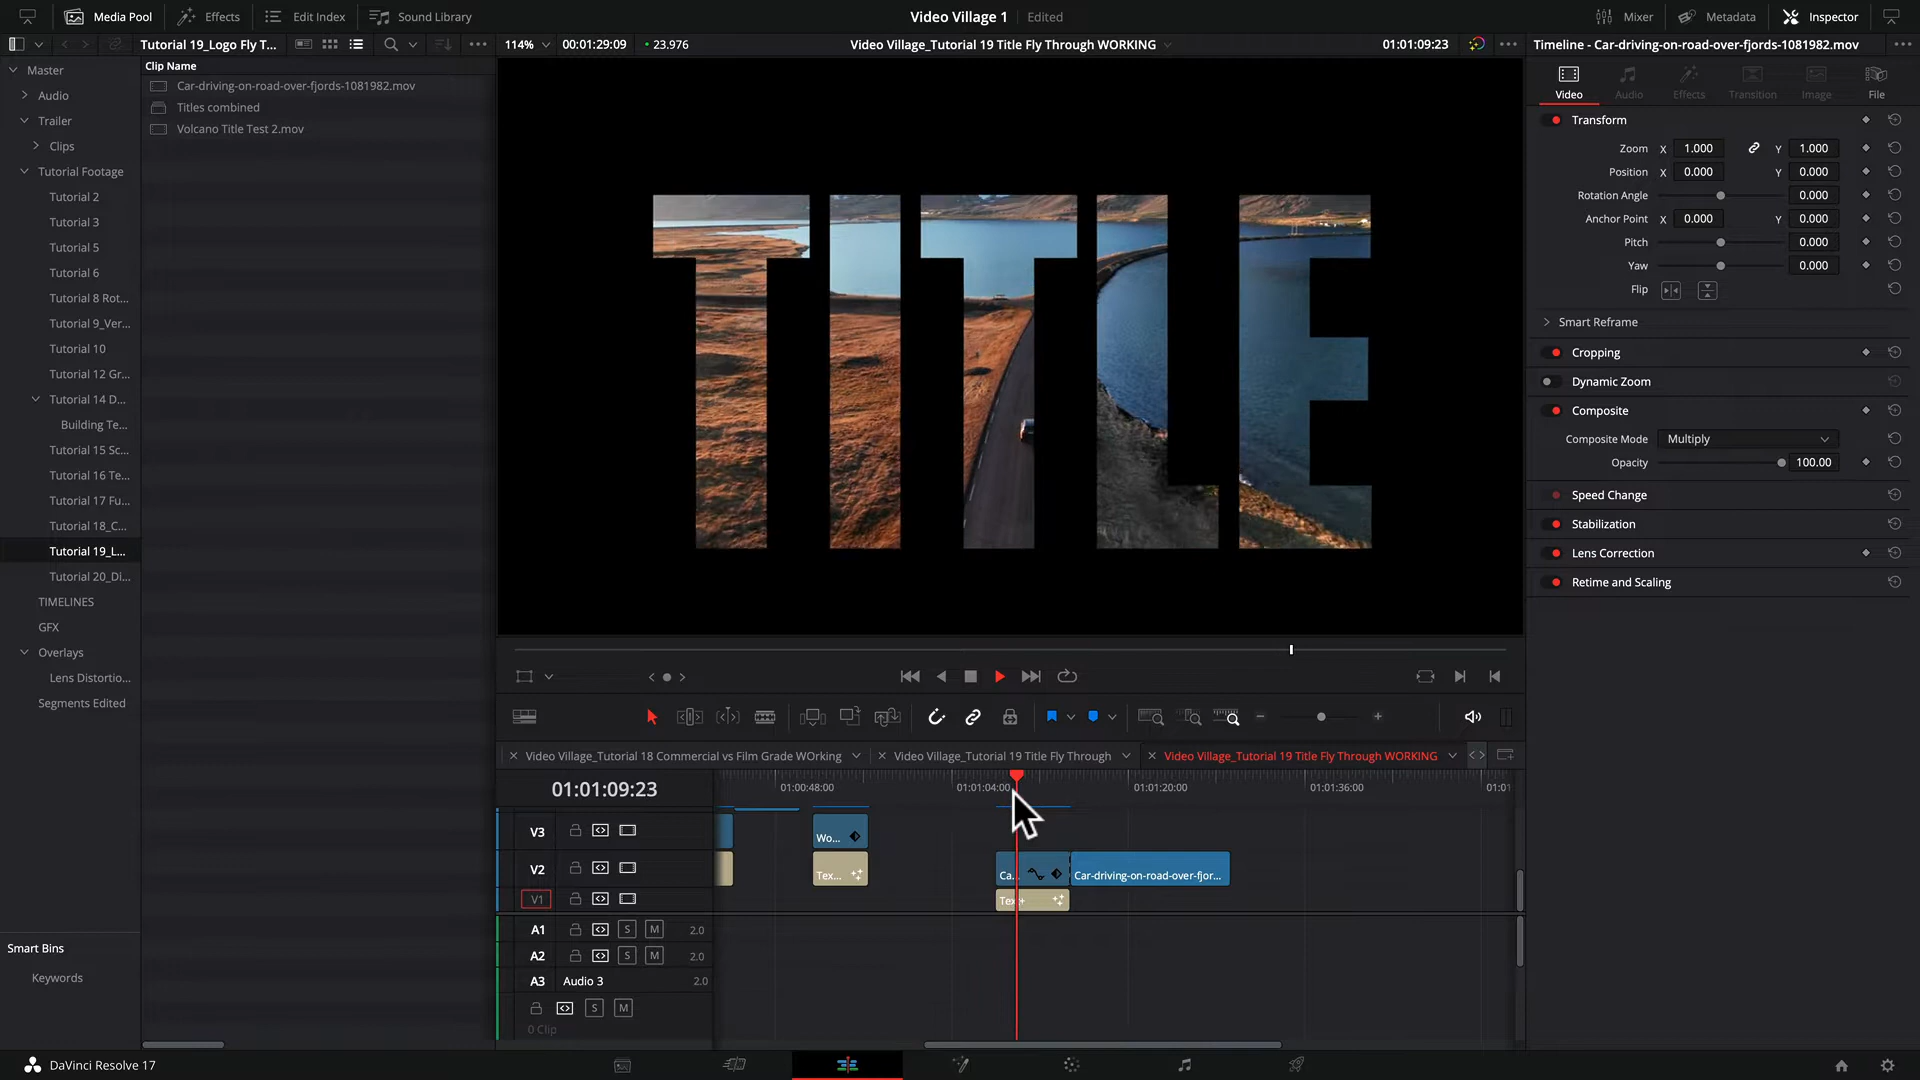 Media Pool
Effects
Edit Index
Sound Library
Video Village 1
Edited
Mixer
Metadata
Inspector
Tutorial 19_Logo Fly T...
114%
00:01:29:09
23.976
Video Village_Tutorial 19 Title Fly Through WORKING
01:01:09:23
Timeline - Car-driving-on-road-over-fjords-1081982.mov
Master
Audio
Trailer
Clips
Tutorial Footage
Tutorial 2
Tutorial 3
Tutorial 5
Tutorial 6
Tutorial 8 Rot...
Tutorial 9_Ver...
Tutorial 10
Tutorial 12 Gr...
Tutorial 14 D...
Building Te...
Tutorial 15 Sc...
Tutorial 16 Te...
Tutorial 17 Fu...
Tutorial 18_C...
Tutorial 19_L...
Tutorial 20_Di...
TIMELINES
GFX
Overlays
Lens Distortio...
Segments Edited
Smart Bins
Keywords
Clip Name
Car-driving-on-road-over-fjords-1081982.mov
Titles combined
Volcano Title Test 2.mov
TITLE
Video
Audio
Effects
Transition
Image
File
Transform
Zoom X 1.000 Y 1.000
Position X 0.000 Y 0.000
Rotation Angle 0.000
Anchor Point X 0.000 Y 0.000
Pitch 0.000
Yaw 0.000
Flip
Smart Reframe
Cropping
Dynamic Zoom
Composite
Composite Mode Multiply
Opacity 100.00
Speed Change
Stabilization
Lens Correction
Retime and Scaling
Video Village_Tutorial 18 Commercial vs Film Grade WOrking
Video Village_Tutorial 19 Title Fly Through
Video Village_Tutorial 19 Title Fly Through WORKING
01:01:09:23
01:00:48:00
01:01:04:00
01:01:20:00
01:01:36:00
01:01
V3
Wo...
V2
Tex...
Ca...
Car-driving-on-road-over-fjor...
V1
Text+
A1 S M 2.0
A2 S M 2.0
A3 Audio 3 2.0
S M
0 Clip
DaVinci Resolve 17